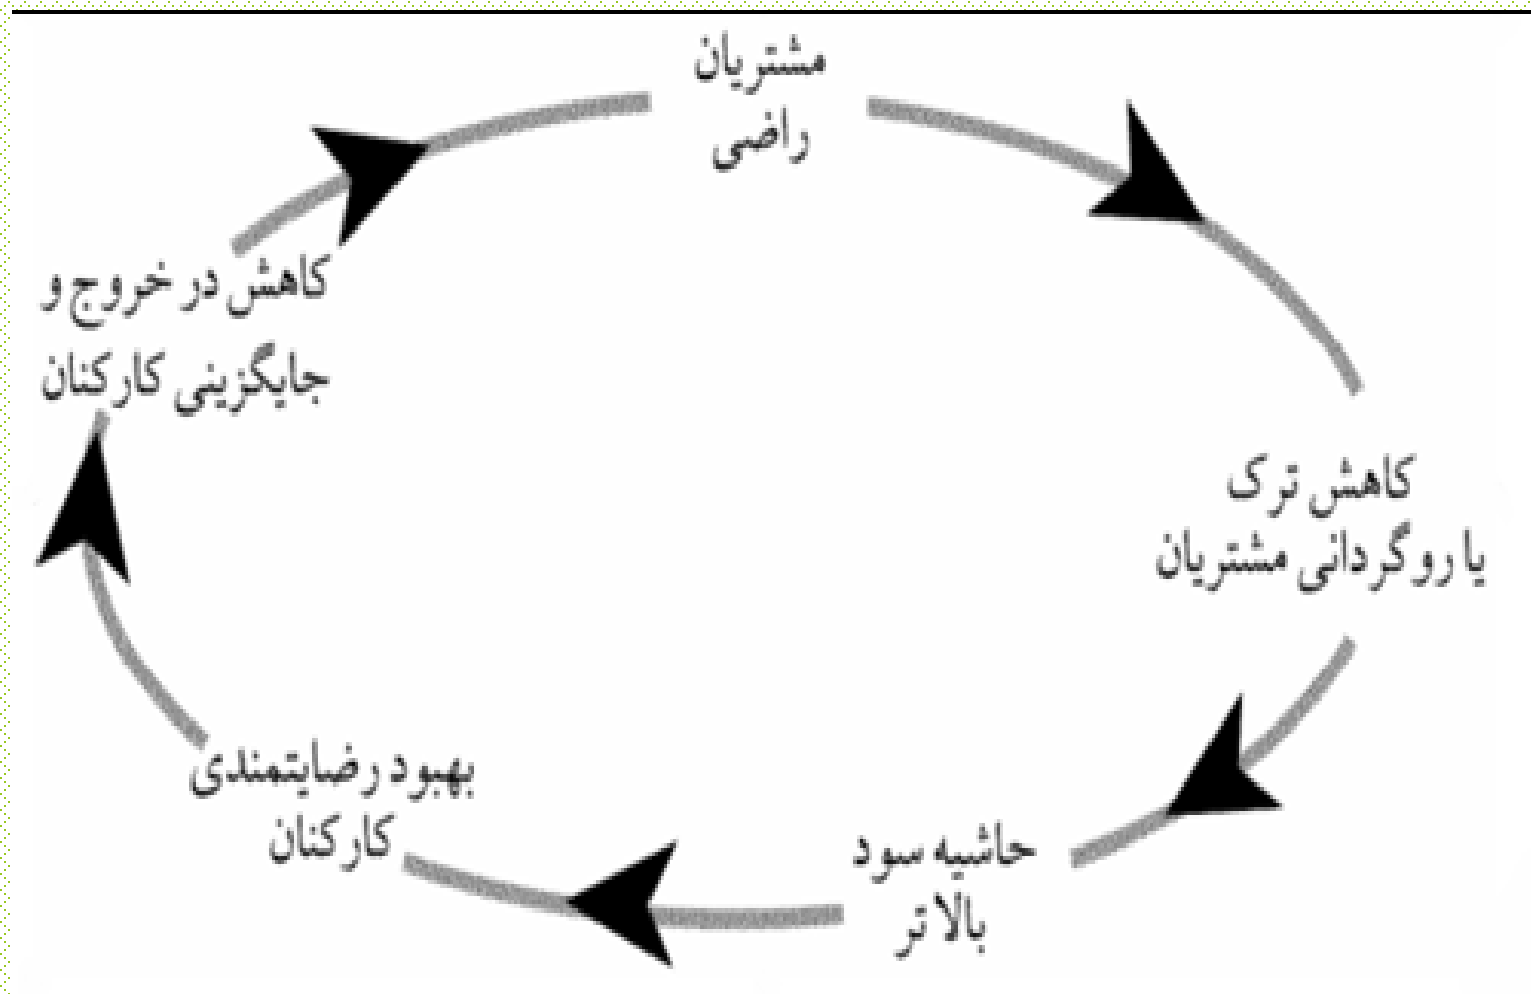 مشتریان
راضی
کاهش ترک
یا روگردانی مشتریان
حاشیه سود
بالاتر
بهبود رضایتمندی
کارکنان
کاهش در خروج و
جایگزینی کارکنان